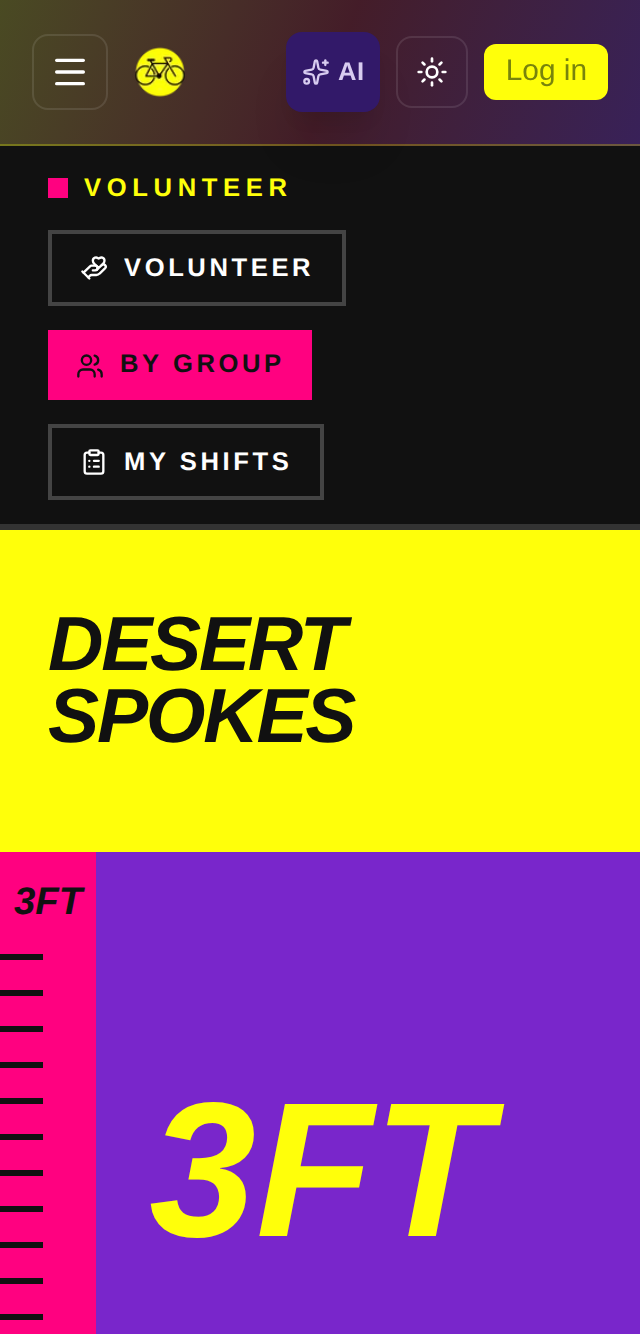 AI
Log in
VOLUNTEER
VOLUNTEER
BY GROUP
MY SHIFTS
DESERT
SPOKES
3FT
3FT